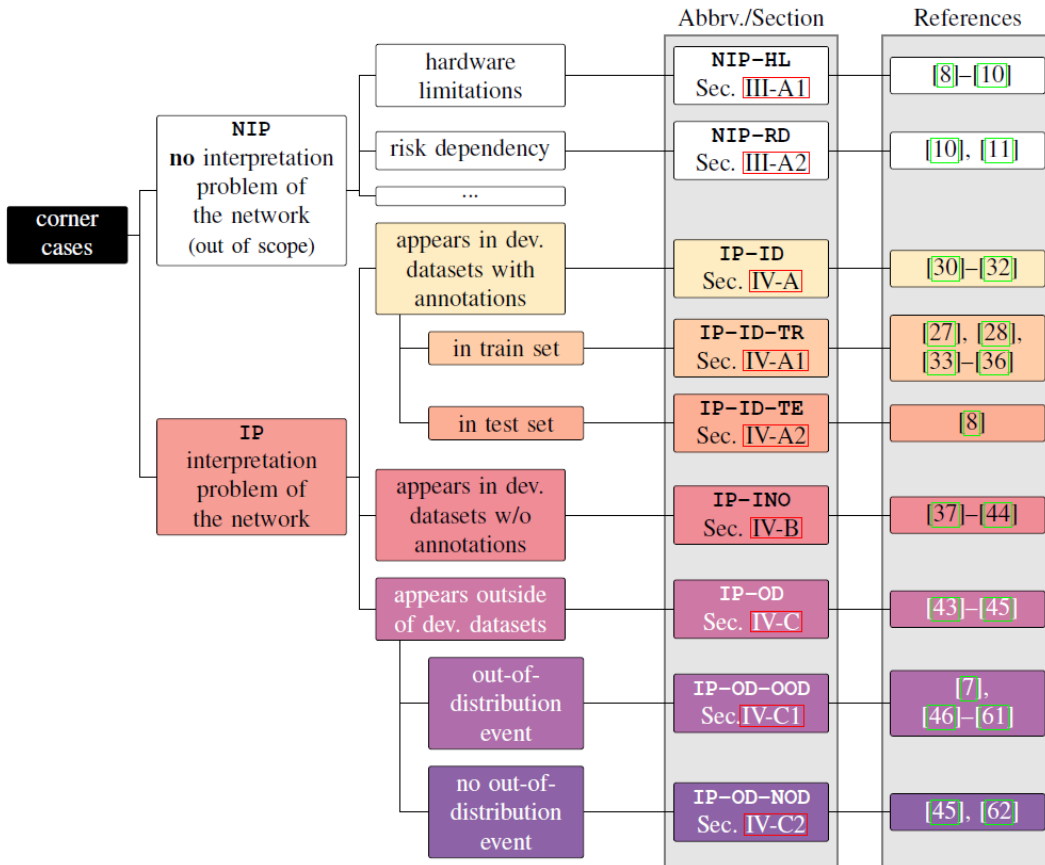 Abbrv./Section
References
corner
cases
NIP
no interpretation
problem of
the network
(out of scope)
hardware
limitations
NIP-HL
Sec. III-A1
[8]–[10]
risk dependency
NIP-RD
Sec. III-A2
[10], [11]
...
IP
interpretation
problem of
the network
appears in dev.
datasets with
annotations
IP-ID
Sec. IV-A
[30]–[32]
in train set
IP-ID-TR
Sec. IV-A1
[27], [28],
[33]–[36]
in test set
IP-ID-TE
Sec. IV-A2
[8]
appears in dev.
datasets w/o
annotations
IP-INO
Sec. IV-B
[37]–[44]
appears outside
of dev. datasets
IP-OD
Sec. IV-C
[43]–[45]
out-of-
distribution
event
IP-OD-OOD
Sec.IV-C1
[7],
[46]–[61]
no out-of-
distribution
event
IP-OD-NOD
Sec. IV-C2
[45], [62]